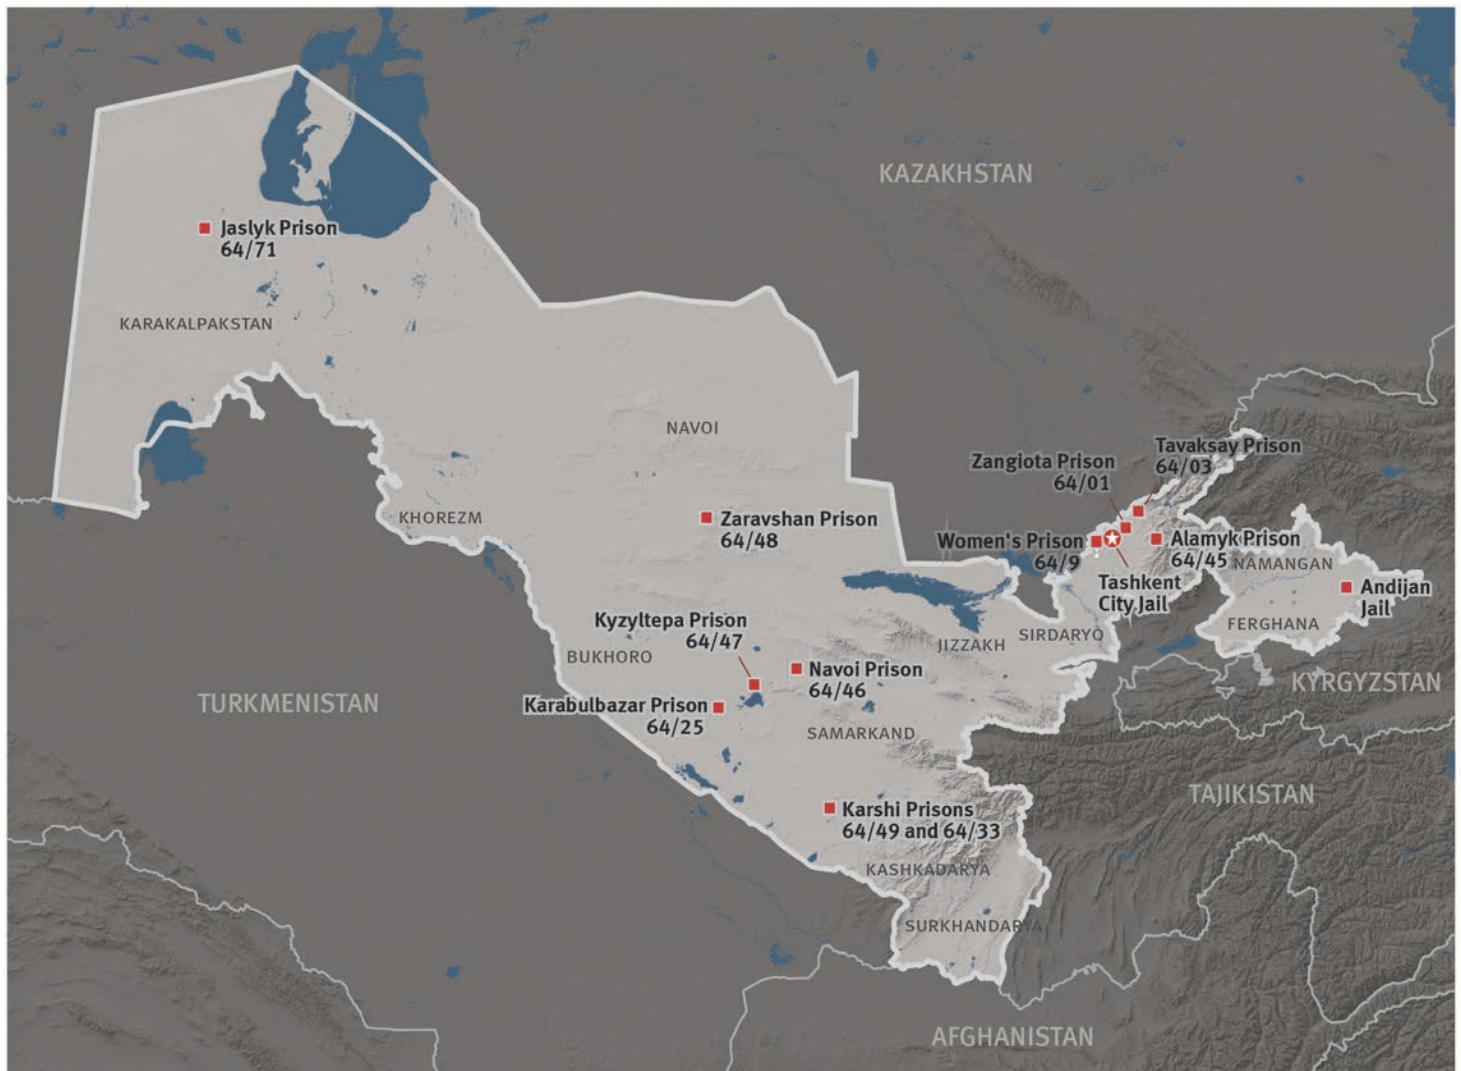 KAZAKHSTAN
Jaslyk Prison
64/71
KARAKALPAKSTAN
NAVOI
Tavaksay Prison
64/03
Zangiota Prison
64/01
KHOREZM
Zaravshan Prison
64/48
Women's Prison
64/9
Alamyk Prison
64/45
NAMANGAN
Tashkent
City Jail
Andijan
Jail
Kyzyltepa Prison
64/47
FERGHANA
SIRDARYO
JIZZAKH
BUKHORO
Navoi Prison
64/46
KYRGYZSTAN
TURKMENISTAN
Karabulbazar Prison
64/25
SAMARKAND
TAJIKISTAN
Karshi Prisons
64/49 and 64/33
KASHKADARYA
SURKHANDARYA
AFGHANISTAN